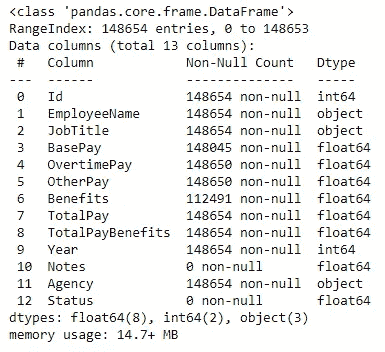 <class 'pandas.core.frame.DataFrame'>
RangeIndex: 148654 entries, 0 to 148653
Data columns (total 13 columns):
 #   Column            Non-Null Count   Dtype
---  ------            --------------   -----
 0   Id                148654 non-null  int64
 1   EmployeeName      148654 non-null  object
 2   JobTitle          148654 non-null  object
 3   BasePay           148045 non-null  float64
 4   OvertimePay       148650 non-null  float64
 5   OtherPay          148650 non-null  float64
 6   Benefits          112491 non-null  float64
 7   TotalPay          148654 non-null  float64
 8   TotalPayBenefits  148654 non-null  float64
 9   Year              148654 non-null  int64
 10  Notes             0 non-null       float64
 11  Agency            148654 non-null  object
 12  Status            0 non-null       float64
dtypes: float64(8), int64(2), object(3)
memory usage: 14.7+ MB